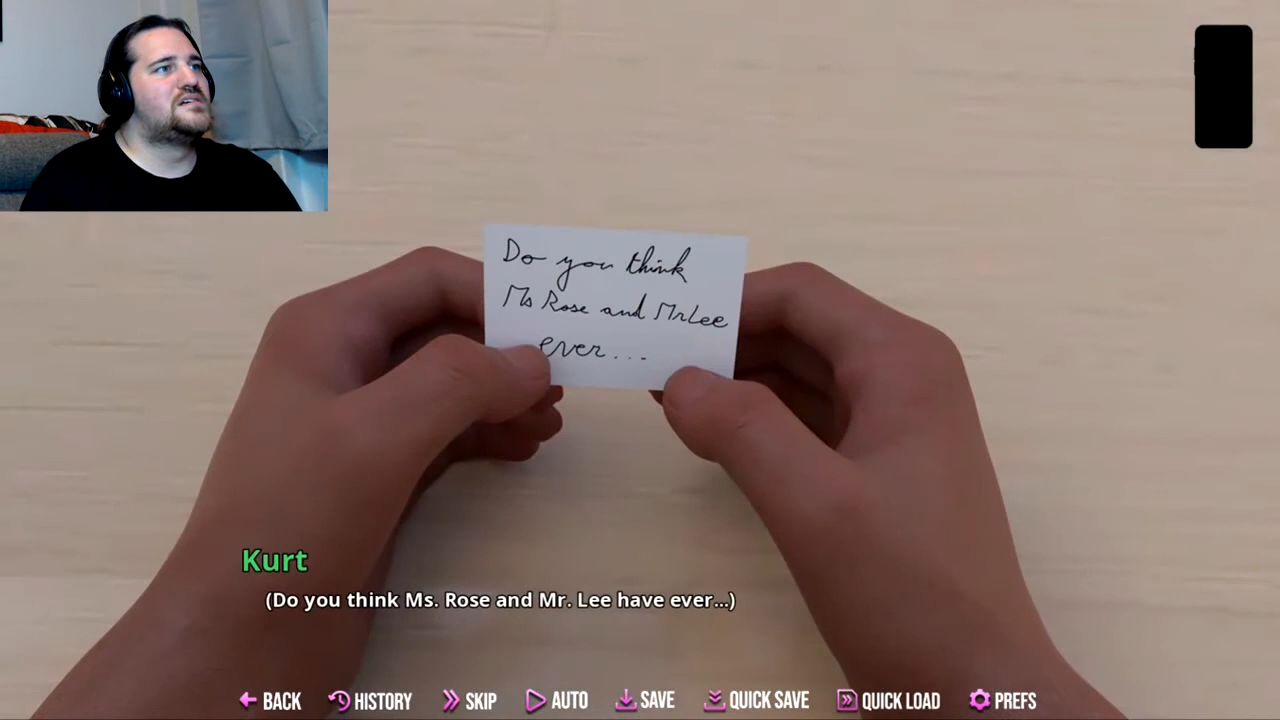 Do you think
Ms Rose and Mr Lee
ever...
Kurt
(Do you think Ms. Rose and Mr. Lee have ever...)
BACK HISTORY SKIP AUTO SAVE QUICK SAVE QUICK LOAD PREFS